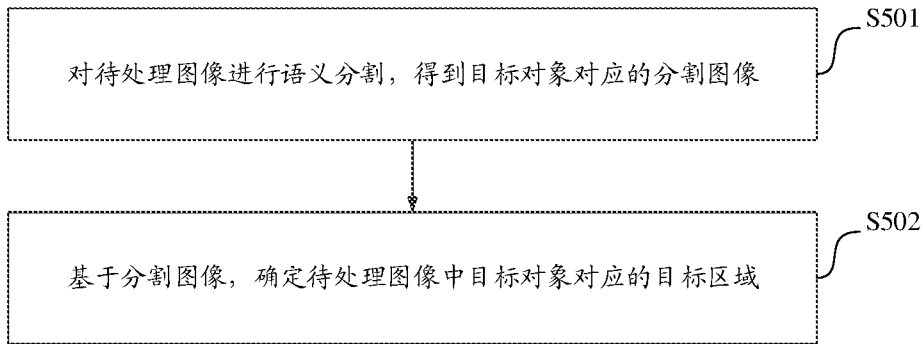 S501
对待处理图像进行语义分割，得到目标对象对应的分割图像
S502
基于分割图像，确定待处理图像中目标对象对应的目标区域